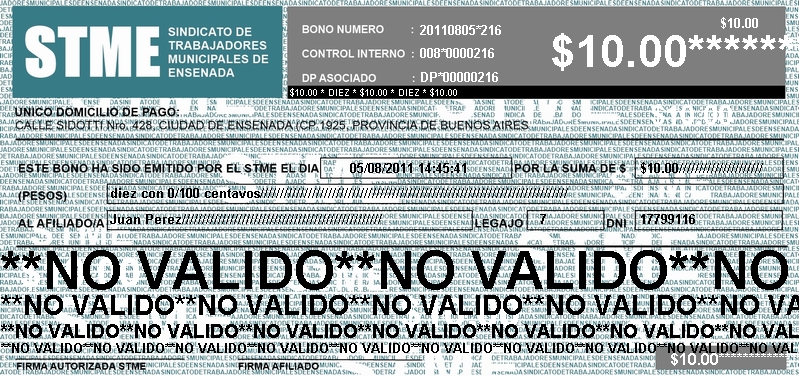 STME
SINDICATO DE
TRABAJADORES
MUNICIPALES DE
ENSENADA
BONO NUMERO : 20110805*216
CONTROL INTERNO : 008*0000216
DP ASOCIADO : DP*00000216
$10.00
$10.00******
$10.00 * DIEZ * $10.00 * DIEZ * $10.00
UNICO DOMICILIO DE PAGO:
CALLE SIDOTTI Nro. 428, CIUDAD DE ENSENADA (CP 1925, PROVINCIA DE BUENOS AIRES
ESTE BONO HA SIDO EMITIDO POR EL STME EL DIA 05/08/2011 14:45:41 POR LA SUMA DE $ $10.00////////////////////
(PESOS) diez con 0/100 centavos////////////////////////////////////////////////////////////
AL AFILIADO/A Juan Perez//////////////////////////////////////// LEGAJO 7 DNI 17799116
**NO VALIDO**NO VALIDO**NO
**NO VALIDO**NO VALIDO**NO VALIDO**NO VALIDO**NO VA
**NO VALIDO**NO VALIDO**NO VALIDO**NO VALIDO**NO VALIDO**NO
**NO VALIDO**NO VALIDO**NO VALIDO**NO VALIDO**NO VALIDO**NO VALIDO**NO VALIDO**NO
$10.00
FIRMA AUTORIZADA STME FIRMA AFILIADO